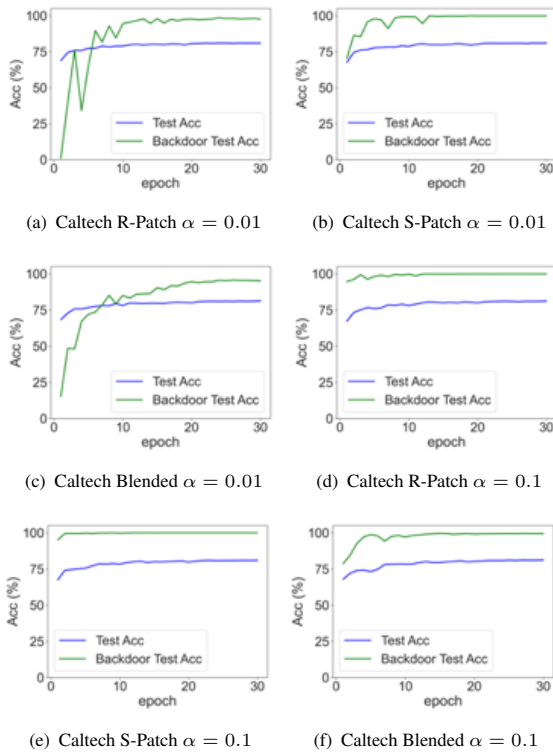 100
75
50
25
0
Acc (%)
Test Acc
Backdoor Test Acc
0 10 20 30
epoch
(a) Caltech R-Patch α = 0.01
100
75
50
25
0
Acc (%)
Test Acc
Backdoor Test Acc
0 10 20 30
epoch
(b) Caltech S-Patch α = 0.01
100
75
50
25
0
Acc (%)
Test Acc
Backdoor Test Acc
0 10 20 30
epoch
(c) Caltech Blended α = 0.01
100
75
50
25
0
Acc (%)
Test Acc
Backdoor Test Acc
0 10 20 30
epoch
(d) Caltech R-Patch α = 0.1
100
75
50
25
0
Acc (%)
Test Acc
Backdoor Test Acc
0 10 20 30
epoch
(e) Caltech S-Patch α = 0.1
100
75
50
25
0
Acc (%)
Test Acc
Backdoor Test Acc
0 10 20 30
epoch
(f) Caltech Blended α = 0.1